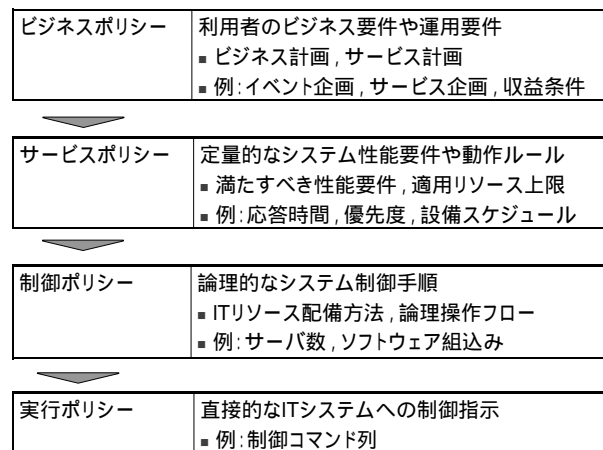 ビジネスポリシー 利用者のビジネス要件や運用要件
▪ ビジネス計画,サービス計画
▪ 例:イベント企画,サービス企画,収益条件
サービスポリシー 定量的なシステム性能要件や動作ルール
▪ 満たすべき性能要件,適用リソース上限
▪ 例:応答時間,優先度,設備スケジュール
制御ポリシー 論理的なシステム制御手順
▪ ITリソース配備方法,論理操作フロー
▪ 例:サーバ数,ソフトウェア組込み
実行ポリシー 直接的なITシステムへの制御指示
▪ 例:制御コマンド列